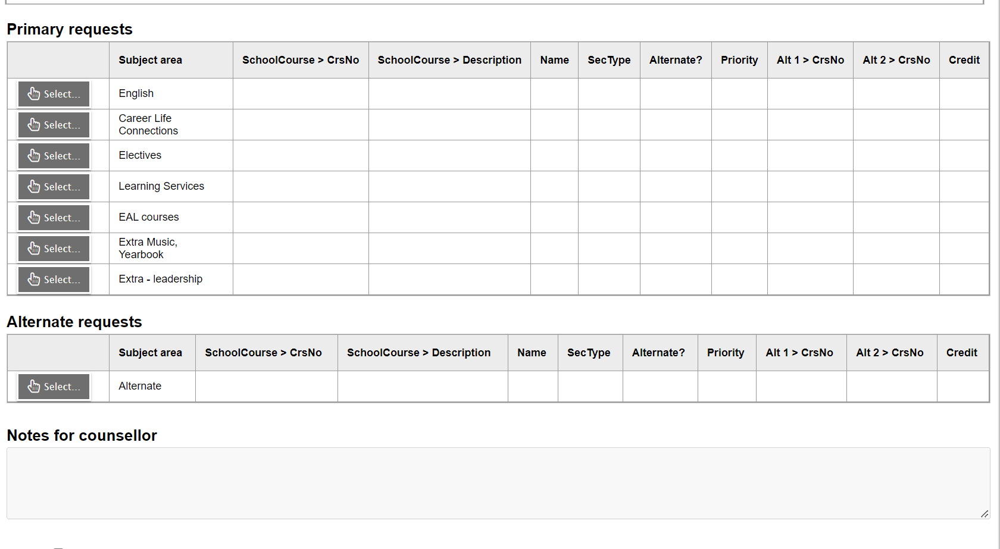 Primary requests
Subject area SchoolCourse > CrsNo SchoolCourse > Description Name SecType Alternate? Priority Alt 1 > CrsNo Alt 2 > CrsNo Credit
Select... English
Select... Career Life
Connections
Select... Electives
Select... Learning Services
Select... EAL courses
Select... Extra Music,
Yearbook
Select... Extra - leadership
Alternate requests
Subject area SchoolCourse > CrsNo SchoolCourse > Description Name SecType Alternate? Priority Alt 1 > CrsNo Alt 2 > CrsNo Credit
Select... Alternate
Notes for counsellor